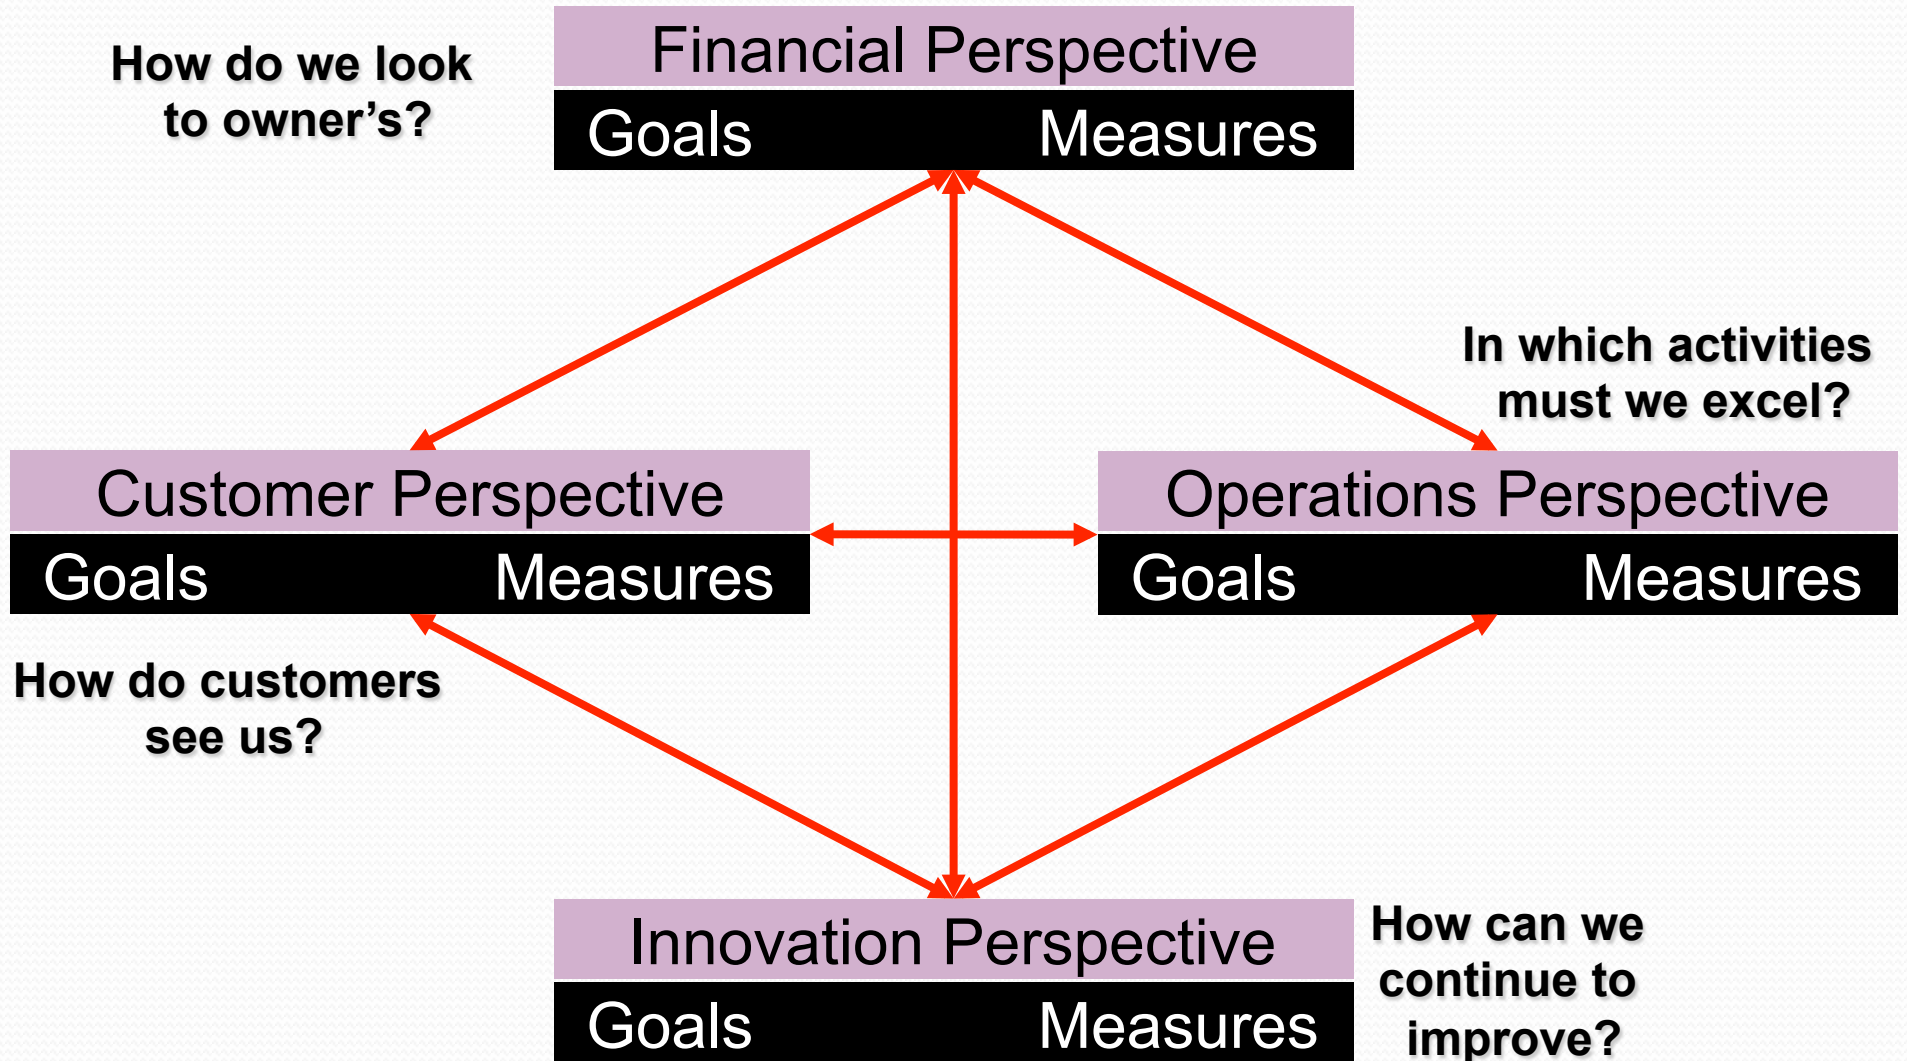 How do we look
to owner’s?
Financial Perspective
Goals Measures
In which activities
must we excel?
Customer Perspective
Goals Measures
Operations Perspective
Goals Measures
How do customers
see us?
Innovation Perspective
Goals Measures
How can we
continue to
improve?